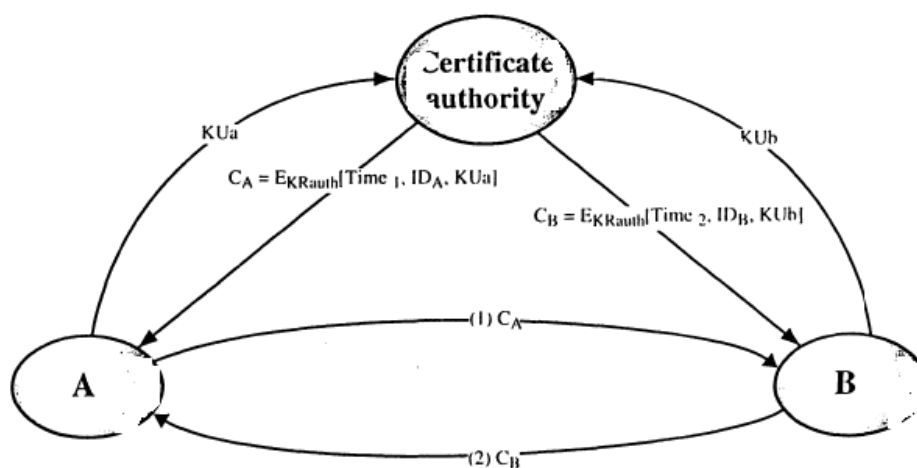 Certificate
authority
KUa
KUb
C_A = E_KRauth[Time_1, ID_A, KUa]
C_B = E_KRauth[Time_2, ID_B, KUb]
(1) C_A
A
B
(2) C_B